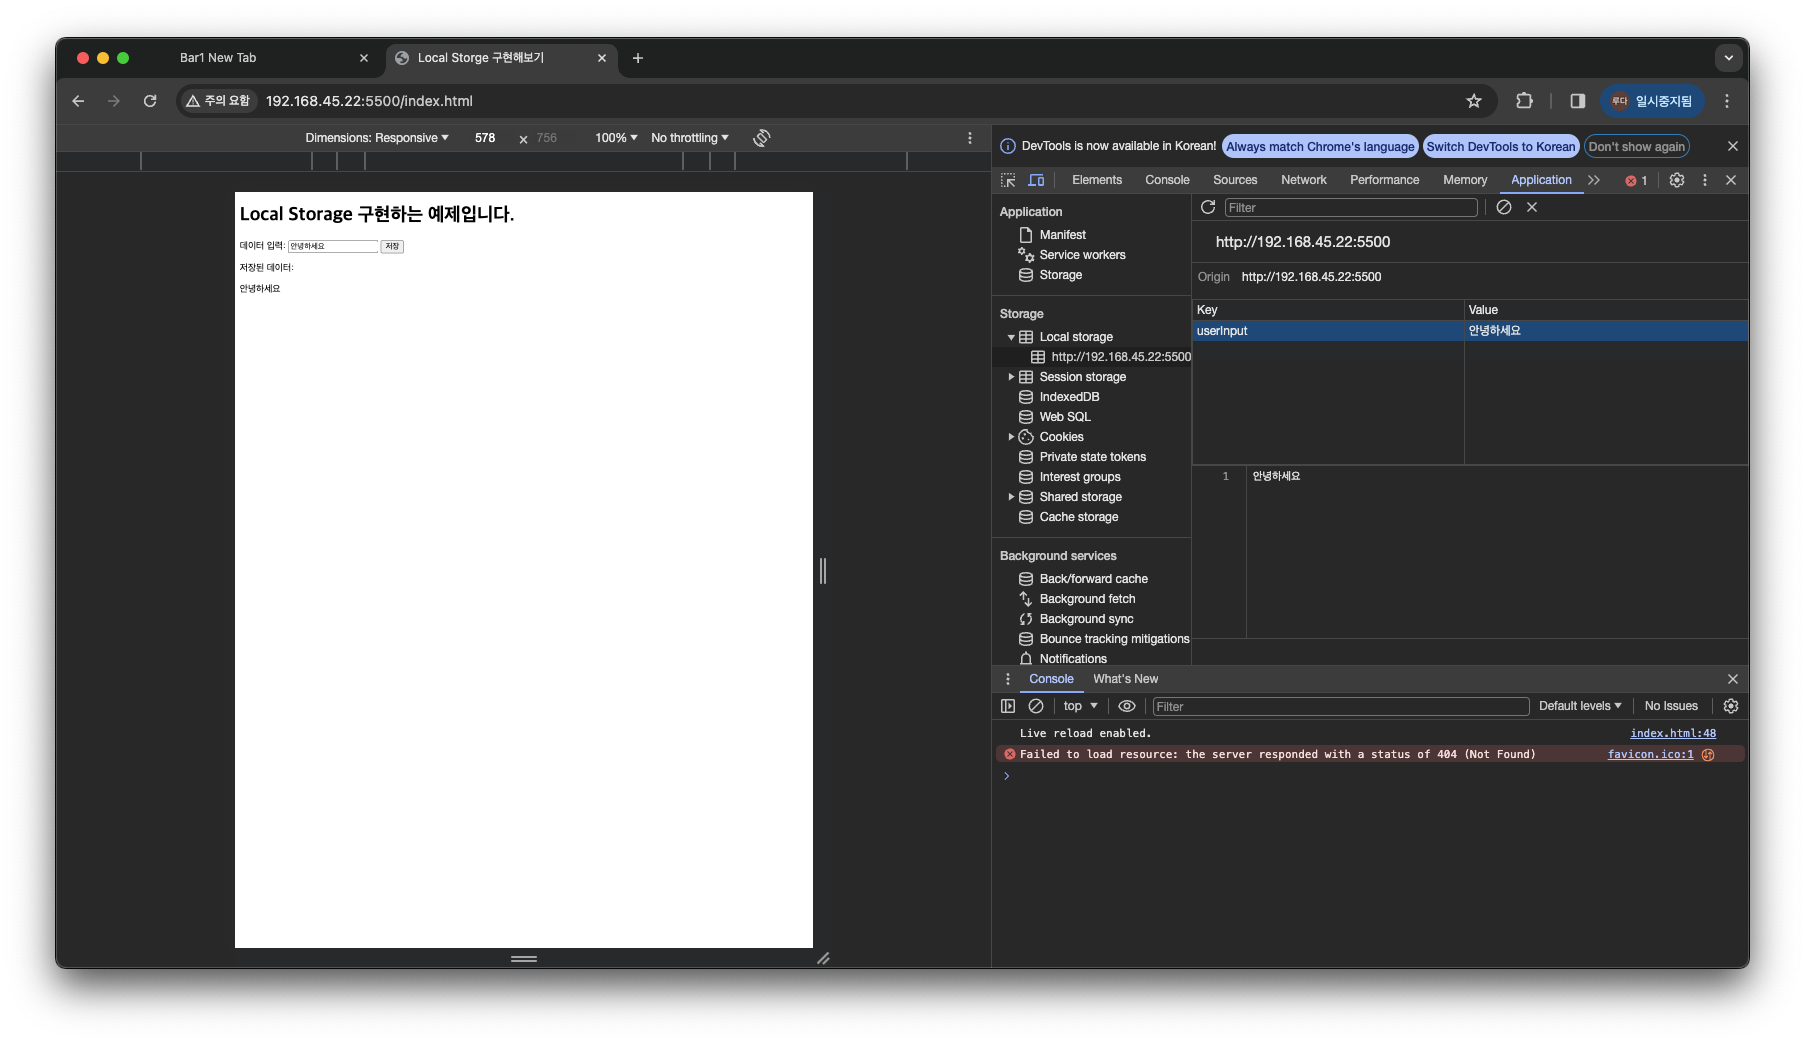 Bar1 New Tab
Local Storge 구현해보기
주의 요함 192.168.45.22:5500/index.html
루다 일시중지됨
Dimensions: Responsive 578 × 756 100% No throttling
Local Storage 구현하는 예제입니다.
데이터 입력: 안녕하세요 저장
저장된 데이터:
안녕하세요
DevTools is now available in Korean! Always match Chrome's language Switch DevTools to Korean Don't show again
Elements Console Sources Network Performance Memory Application 1
Application
Manifest
Service workers
Storage
Storage
Local storage
http://192.168.45.22:5500
Session storage
IndexedDB
Web SQL
Cookies
Private state tokens
Interest groups
Shared storage
Cache storage
Background services
Back/forward cache
Background fetch
Background sync
Bounce tracking mitigations
Notifications
Filter
http://192.168.45.22:5500
Origin http://192.168.45.22:5500
Key Value
userInput 안녕하세요
1 안녕하세요
Console What's New
top Filter Default levels No Issues
Live reload enabled. index.html:48
Failed to load resource: the server responded with a status of 404 (Not Found) favicon.ico:1